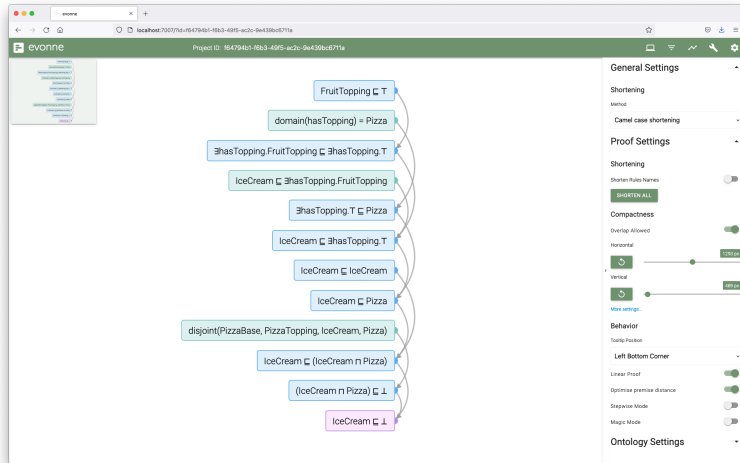 evonne
localhost:7007/?id=f64794b1-f6b3-49f5-ac2c-9e439bc6711a
evonne
Project ID: f64794b1-f6b3-49f5-ac2c-9e439bc6711a
FruitTopping ⊑ ⊤
domain(hasTopping) = Pizza
∃hasTopping.FruitTopping ⊑ ∃hasTopping.⊤
IceCream ⊑ ∃hasTopping.FruitTopping
∃hasTopping.⊤ ⊑ Pizza
IceCream ⊑ ∃hasTopping.⊤
IceCream ⊑ IceCream
IceCream ⊑ Pizza
disjoint(PizzaBase, PizzaTopping, IceCream, Pizza)
IceCream ⊑ (IceCream ⊓ Pizza)
(IceCream ⊓ Pizza) ⊑ ⊥
IceCream ⊑ ⊥
General Settings
Shortening
Method
Camel case shortening
Proof Settings
Shortening
Shorten Rules Names
SHORTEN ALL
Compactness
Overlap Allowed
Horizontal
Vertical
More settings...
Behavior
Tooltip Position
Left Bottom Corner
Linear Proof
Optimise premise distance
Stepwise Mode
Magic Mode
Ontology Settings